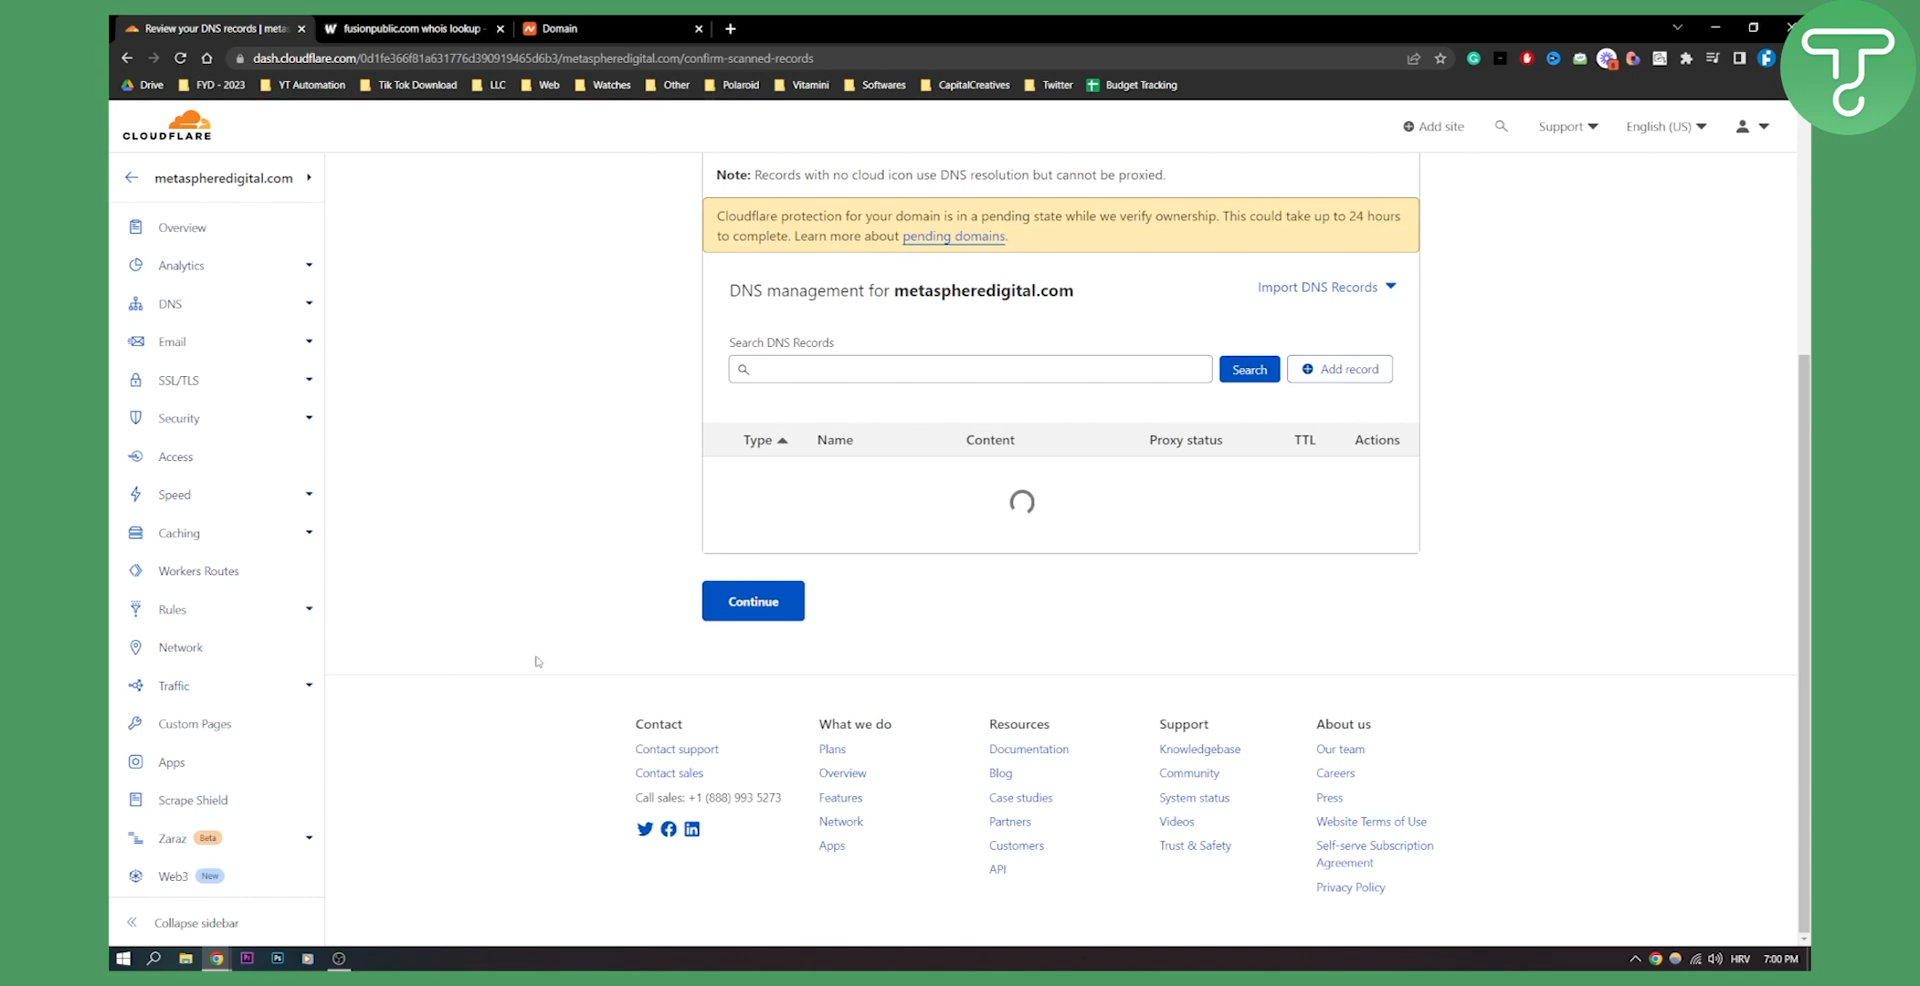 Review your DNS records | metas
fusionpublic.com whois lookup -
Domain
dash.cloudflare.com/0d1fe366f81a631776d390919465d6b3/metaspheredigital.com/confirm-scanned-records
Drive
FYD - 2023
YT Automation
Tik Tok Download
LLC
Web
Watches
Other
Polaroid
Vitamini
Softwares
CapitalCreatives
Twitter
Budget Tracking
CLOUDFLARE
Add site
Support
English (US)
metaspheredigital.com
Overview
Analytics
DNS
Email
SSL/TLS
Security
Access
Speed
Caching
Workers Routes
Rules
Network
Traffic
Custom Pages
Apps
Scrape Shield
Zaraz Beta
Web3 New
Collapse sidebar
Note: Records with no cloud icon use DNS resolution but cannot be proxied.
Cloudflare protection for your domain is in a pending state while we verify ownership. This could take up to 24 hours
to complete. Learn more about pending domains.
DNS management for metaspheredigital.com
Import DNS Records
Search DNS Records
Search
Add record
Type Name Content Proxy status TTL Actions
Continue
Contact
Contact support
Contact sales
Call sales: +1 (888) 993 5273
What we do
Plans
Overview
Features
Network
Apps
Resources
Documentation
Blog
Case studies
Partners
Customers
API
Support
Knowledgebase
Community
System status
Videos
Trust & Safety
About us
Our team
Careers
Press
Website Terms of Use
Self-serve Subscription
Agreement
Privacy Policy
Pr
Ps
HRV
7:00 PM